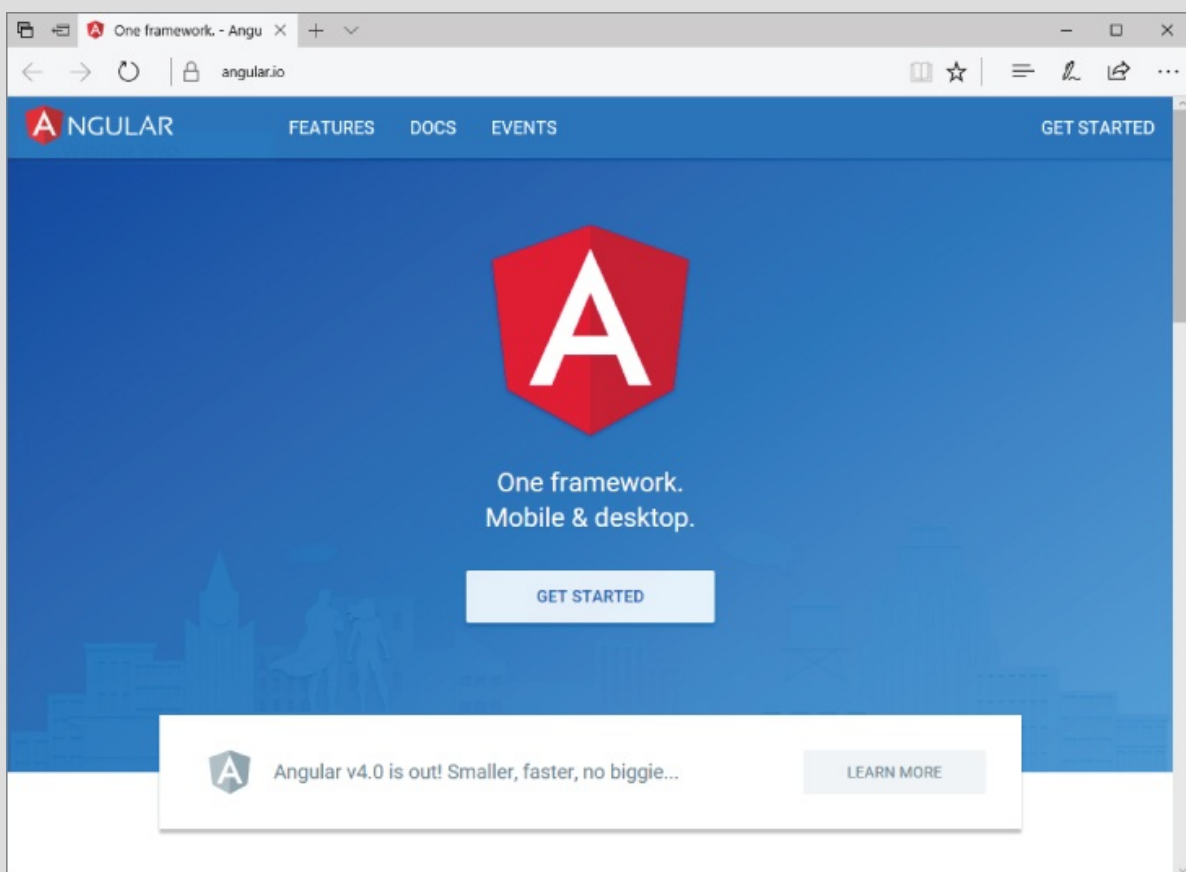 One framework. - Angu
angular.io
ANGULAR FEATURES DOCS EVENTS GET STARTED
A
One framework.
Mobile & desktop.
GET STARTED
A Angular v4.0 is out! Smaller, faster, no biggie... LEARN MORE